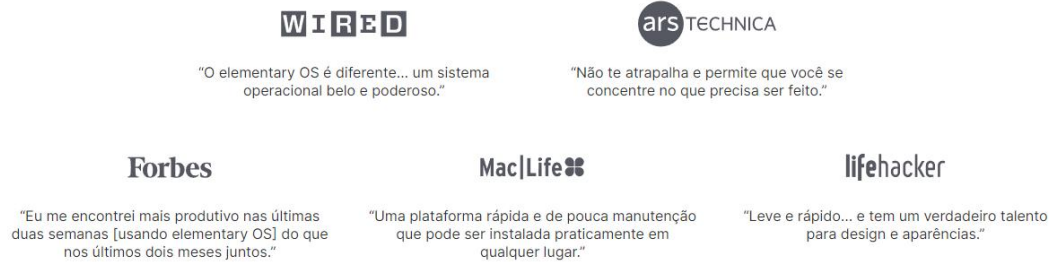 WIRED
ars TECHNICA
“O elementary OS é diferente... um sistema
operacional belo e poderoso.”
“Não te atrapalha e permite que você se
concentre no que precisa ser feito.”
Forbes
Mac|Life
lifehacker
“Eu me encontrei mais produtivo nas últimas
duas semanas [usando elementary OS] do que
nos últimos dois meses juntos.”
“Uma plataforma rápida e de pouca manutenção
que pode ser instalada praticamente em
qualquer lugar.”
“Leve e rápido... e tem um verdadeiro talento
para design e aparências.”